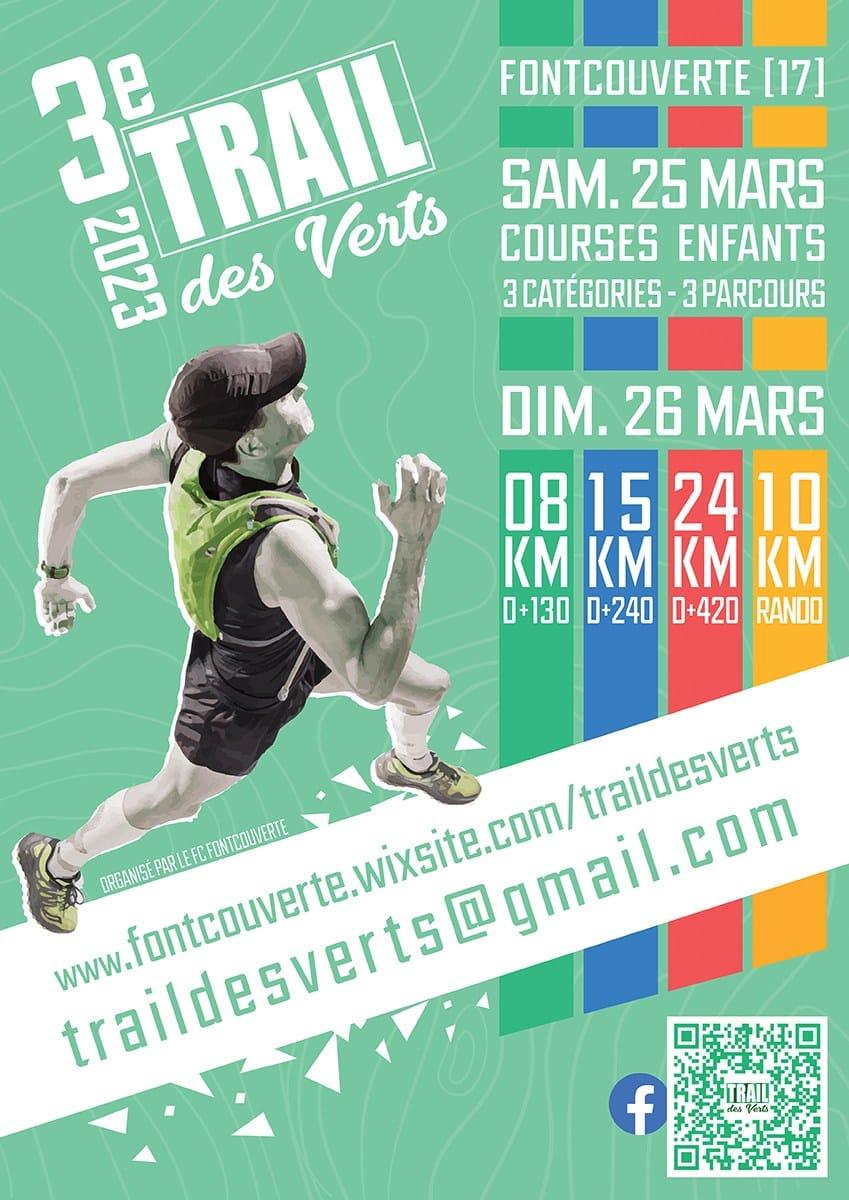 3e
TRAIL
des Verts
2023
FONTCOUVERTE [17]
SAM. 25 MARS
COURSES ENFANTS
3 CATÉGORIES - 3 PARCOURS
DIM. 26 MARS
08 KM D+130
15 KM D+240
24 KM D+420
10 KM RANDO
ORGANISÉ PAR LE FC FONTCOUVERTE
www.fontcouverte.wixsite.com/traildesverts
traildesverts@gmail.com
f
TRAIL
des Verts